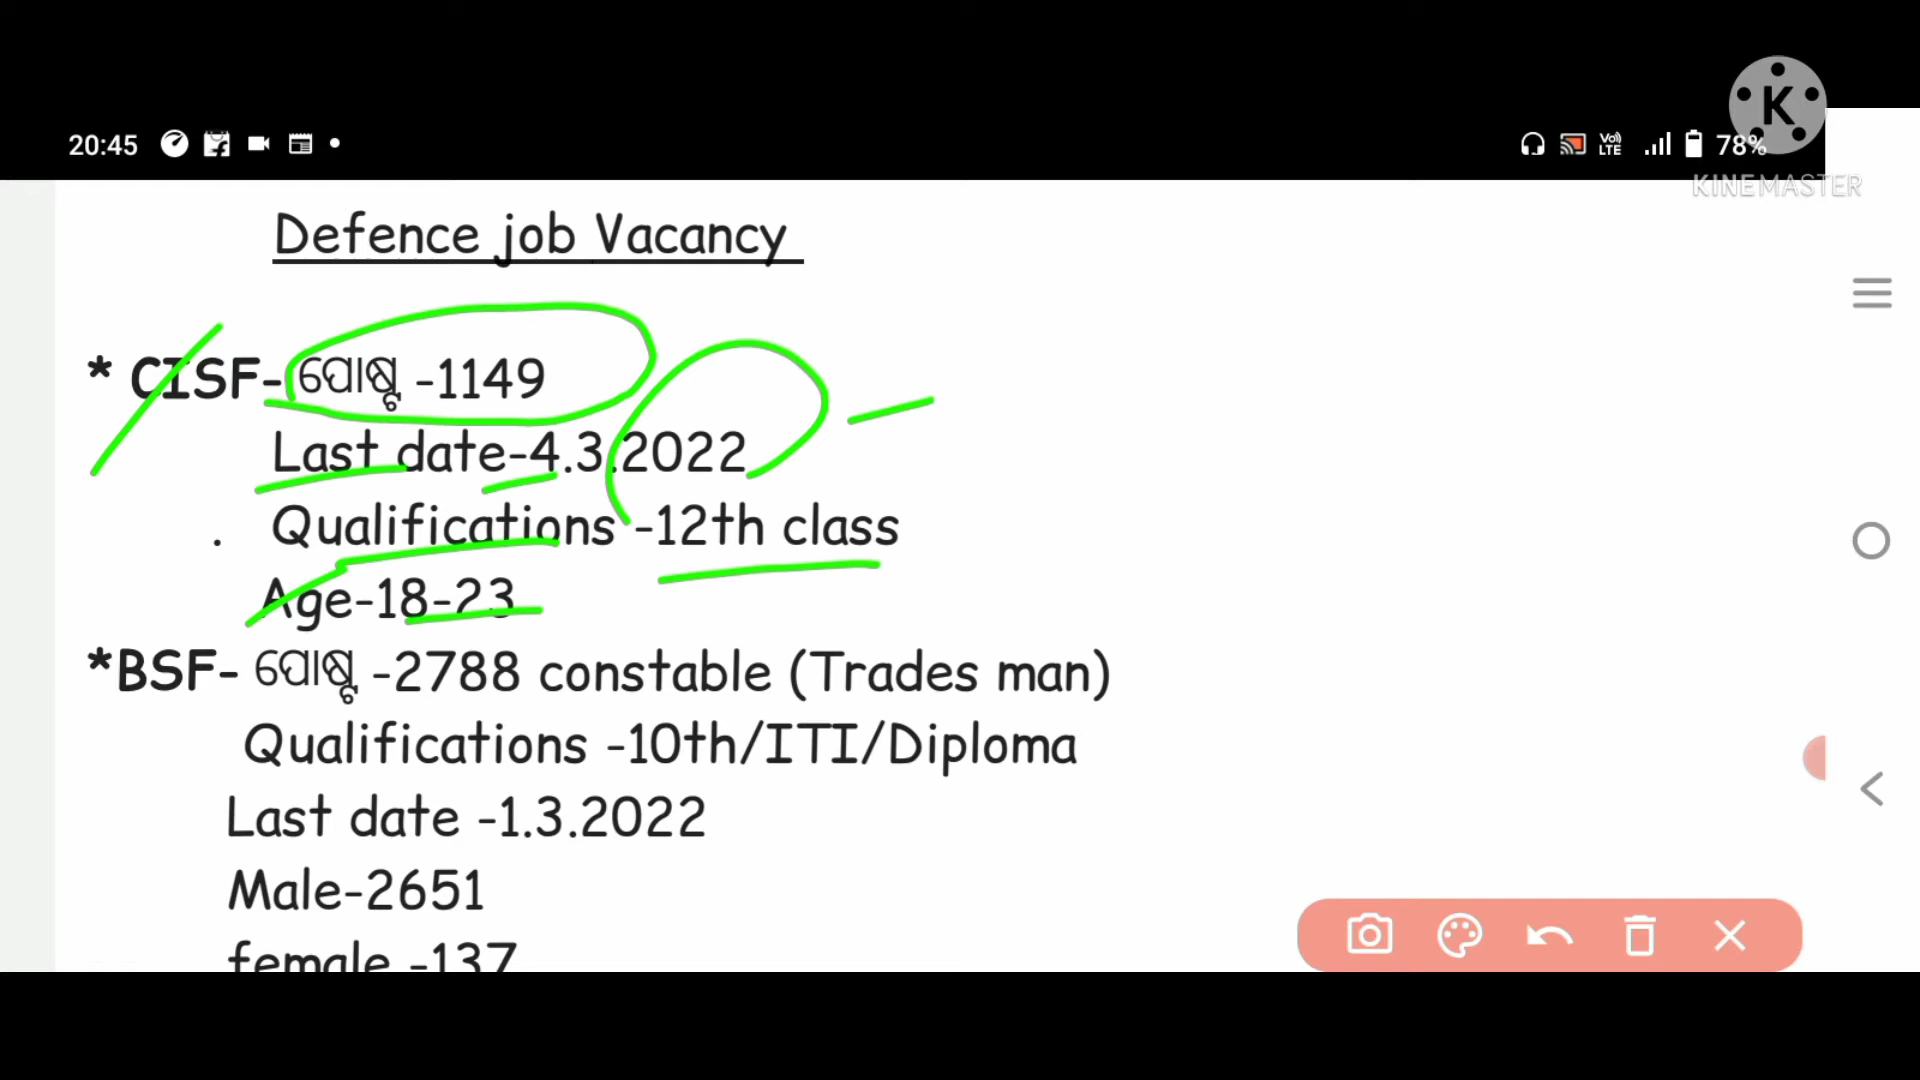 20:45 Vo) LTE 78%
K
KINEMASTER
Defence job Vacancy
* CISF- ପୋଷ୍ଟ -1149
Last date-4.3.2022
. Qualifications -12th class
Age-18-23
*BSF- ପୋଷ୍ଟ -2788 constable (Trades man)
Qualifications -10th/ITI/Diploma
Last date -1.3.2022
Male-2651
female -137